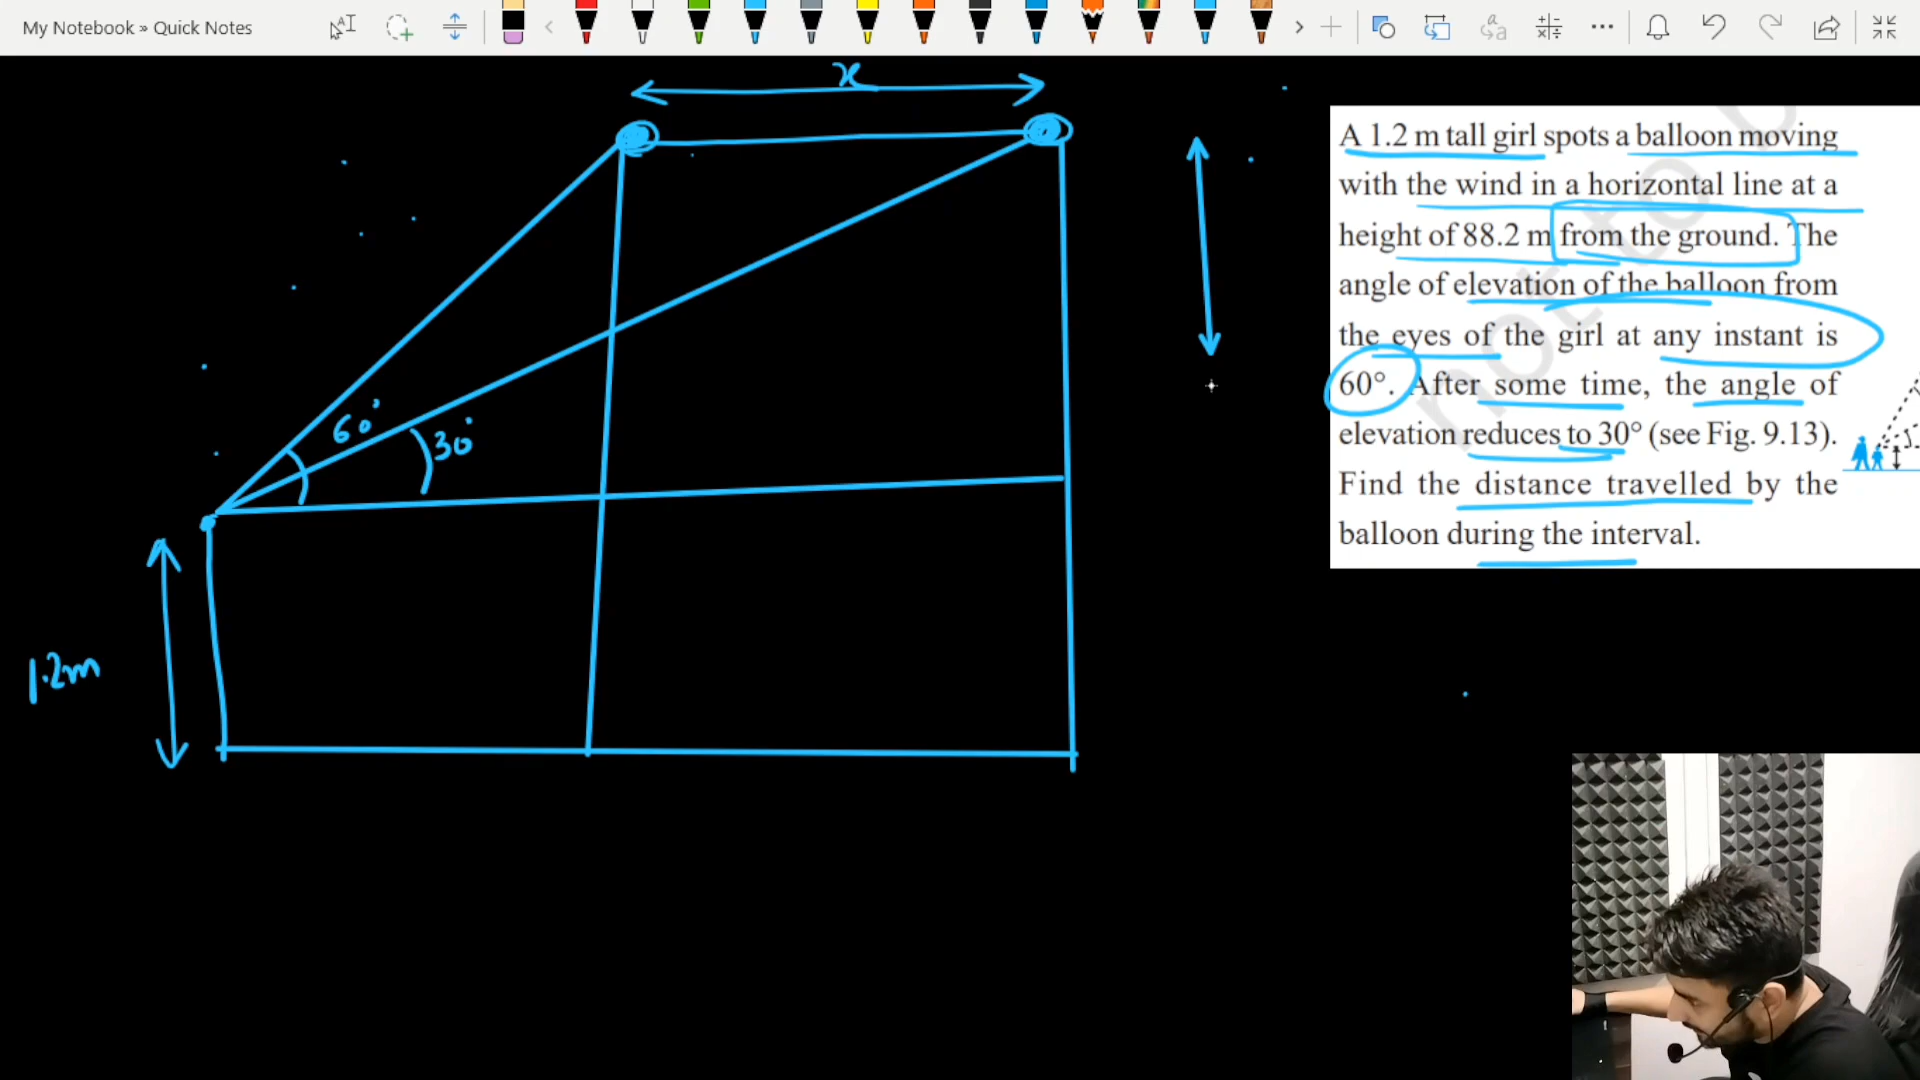 My Notebook » Quick Notes
x
A 1.2 m tall girl spots a balloon moving
with the wind in a horizontal line at a
height of 88.2 m from the ground. The
angle of elevation of the balloon from
the eyes of the girl at any instant is
60°. After some time, the angle of
elevation reduces to 30° (see Fig. 9.13).
Find the distance travelled by the
balloon during the interval.
60°
30°
1.2m
not to b